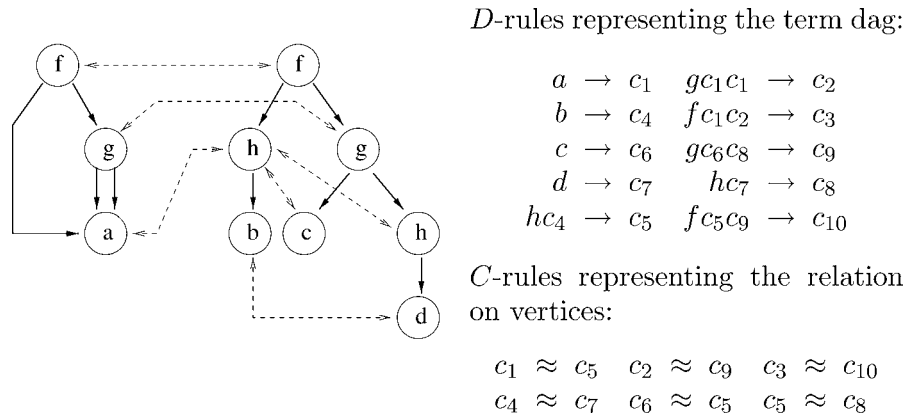 f f
g h g
a b c h
d
D-rules representing the term dag:
a → c₁ gc₁c₁ → c₂
b → c₄ fc₁c₂ → c₃
c → c₆ gc₆c₈ → c₉
d → c₇ hc₇ → c₈
hc₄ → c₅ fc₅c₉ → c₁₀
C-rules representing the relation
on vertices:
c₁ ≈ c₅ c₂ ≈ c₉ c₃ ≈ c₁₀
c₄ ≈ c₇ c₆ ≈ c₅ c₅ ≈ c₈